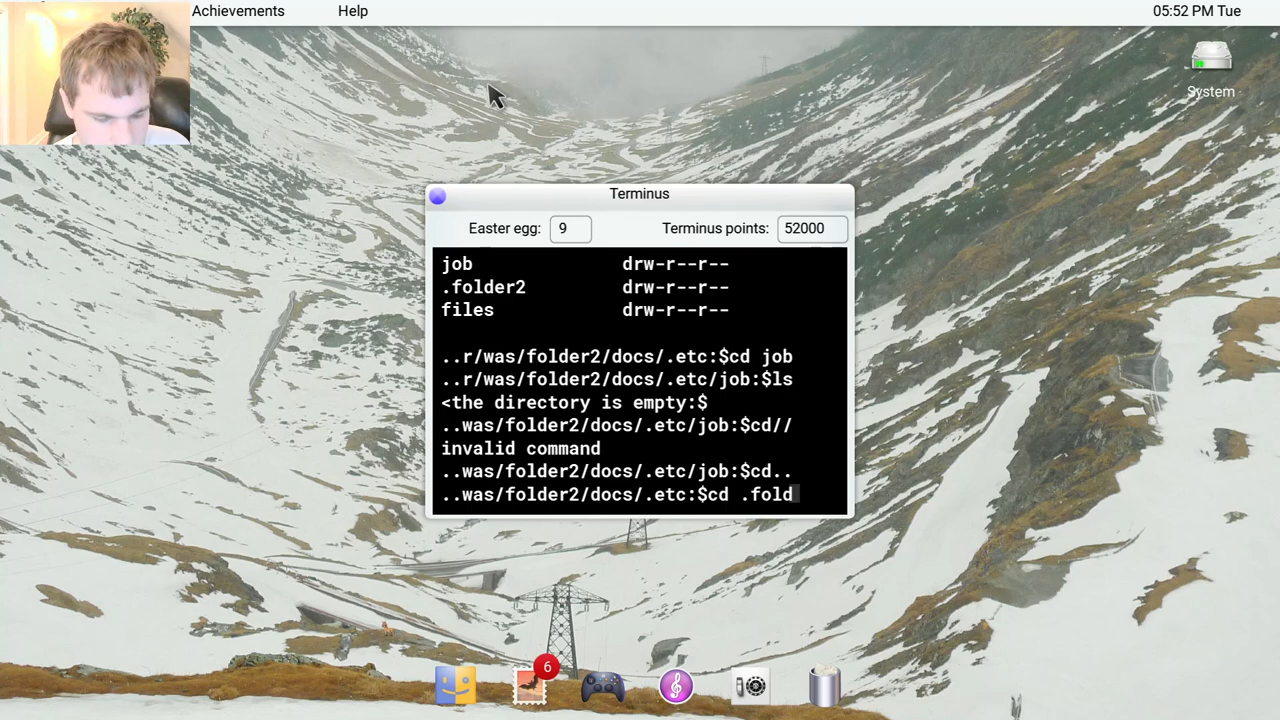 Achievements
Help
05:52 PM Tue
System
Terminus
Easter egg: 9
Terminus points: 52000
job drw-r--r--
.folder2 drw-r--r--
files drw-r--r--
..r/was/folder2/docs/.etc:$cd job
..r/was/folder2/docs/.etc/job:$ls
<the directory is empty:$
..was/folder2/docs/.etc/job:$cd//
invalid command
..was/folder2/docs/.etc/job:$cd..
..was/folder2/docs/.etc:$cd .fold
6